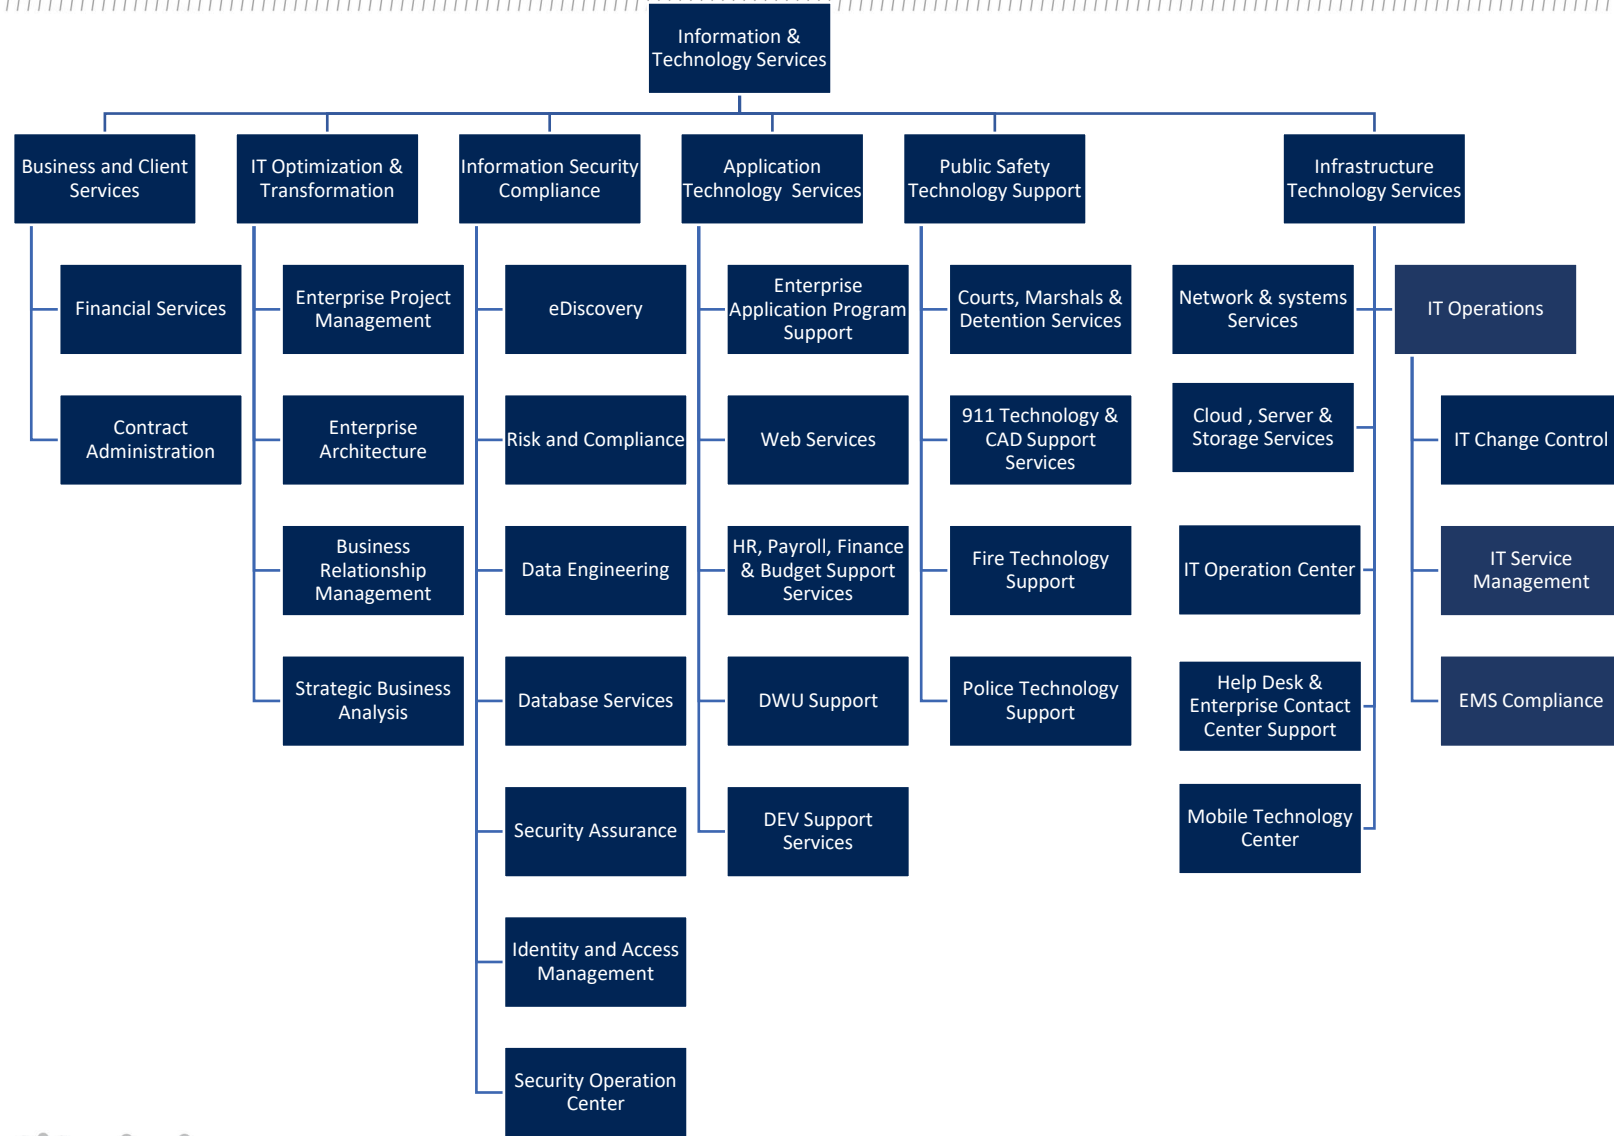 Information &
Technology Services
Business and Client
Services
IT Optimization &
Transformation
Information Security
Compliance
Application
Technology  Services
Public Safety
Technology Support
Infrastructure
Technology Services
Financial Services
Contract
Administration
Enterprise Project
Management
Enterprise
Architecture
Business
Relationship
Management
Strategic Business
Analysis
eDiscovery
Risk and Compliance
Data Engineering
Database Services
Security Assurance
Identity and Access
Management
Security Operation
Center
Enterprise
Application Program
Support
Web Services
HR, Payroll, Finance
& Budget Support
Services
DWU Support
DEV Support
Services
Courts, Marshals &
Detention Services
911 Technology &
CAD Support
Services
Fire Technology
Support
Police Technology
Support
Network & systems
Services
Cloud , Server &
Storage Services
IT Operation Center
Help Desk &
Enterprise Contact
Center Support
Mobile Technology
Center
IT Operations
IT Change Control
IT Service
Management
EMS Compliance